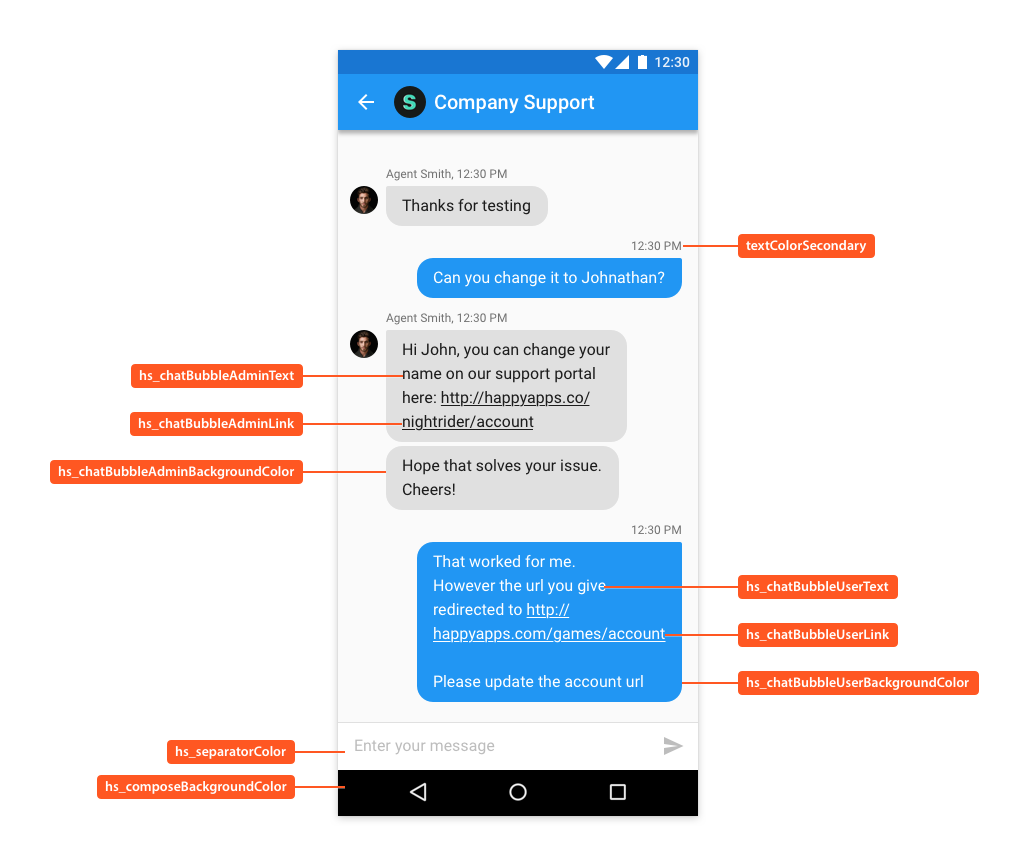 12:30
S Company Support
Agent Smith, 12:30 PM
Thanks for testing
12:30 PM
textColorSecondary
Can you change it to Johnathan?
Agent Smith, 12:30 PM
Hi John, you can change your
name on our support portal
here: http://happyapps.co/
nightrider/account
hs_chatBubbleAdminText
hs_chatBubbleAdminLink
hs_chatBubbleAdminBackgroundColor
Hope that solves your issue.
Cheers!
12:30 PM
That worked for me.
However the url you give
redirected to http://
happyapps.com/games/account
Please update the account url
hs_chatBubbleUserText
hs_chatBubbleUserLink
hs_chatBubbleUserBackgroundColor
Enter your message
hs_separatorColor
hs_composeBackgroundColor